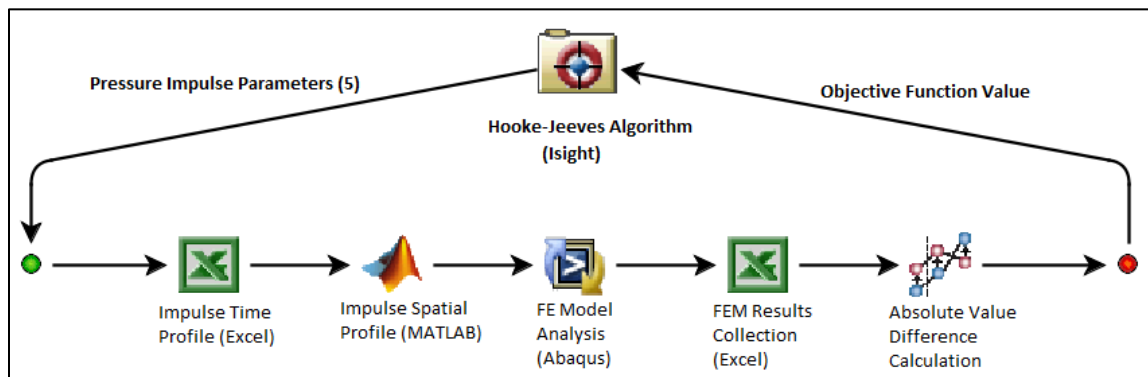 Pressure Impulse Parameters (5)
Objective Function Value
Hooke-Jeeves Algorithm
(Isight)
Impulse Time
Profile (Excel)
Impulse Spatial
Profile (MATLAB)
FE Model
Analysis
(Abaqus)
FEM Results
Collection
(Excel)
Absolute Value
Difference
Calculation